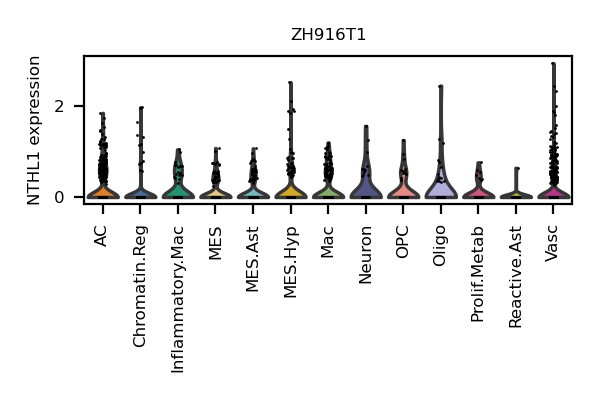 ZH916T1
NTHL1 expression
2
0
AC
Chromatin.Reg
Inflammatory.Mac
MES
MES.Ast
MES.Hyp
Mac
Neuron
OPC
Oligo
Prolif.Metab
Reactive.Ast
Vasc